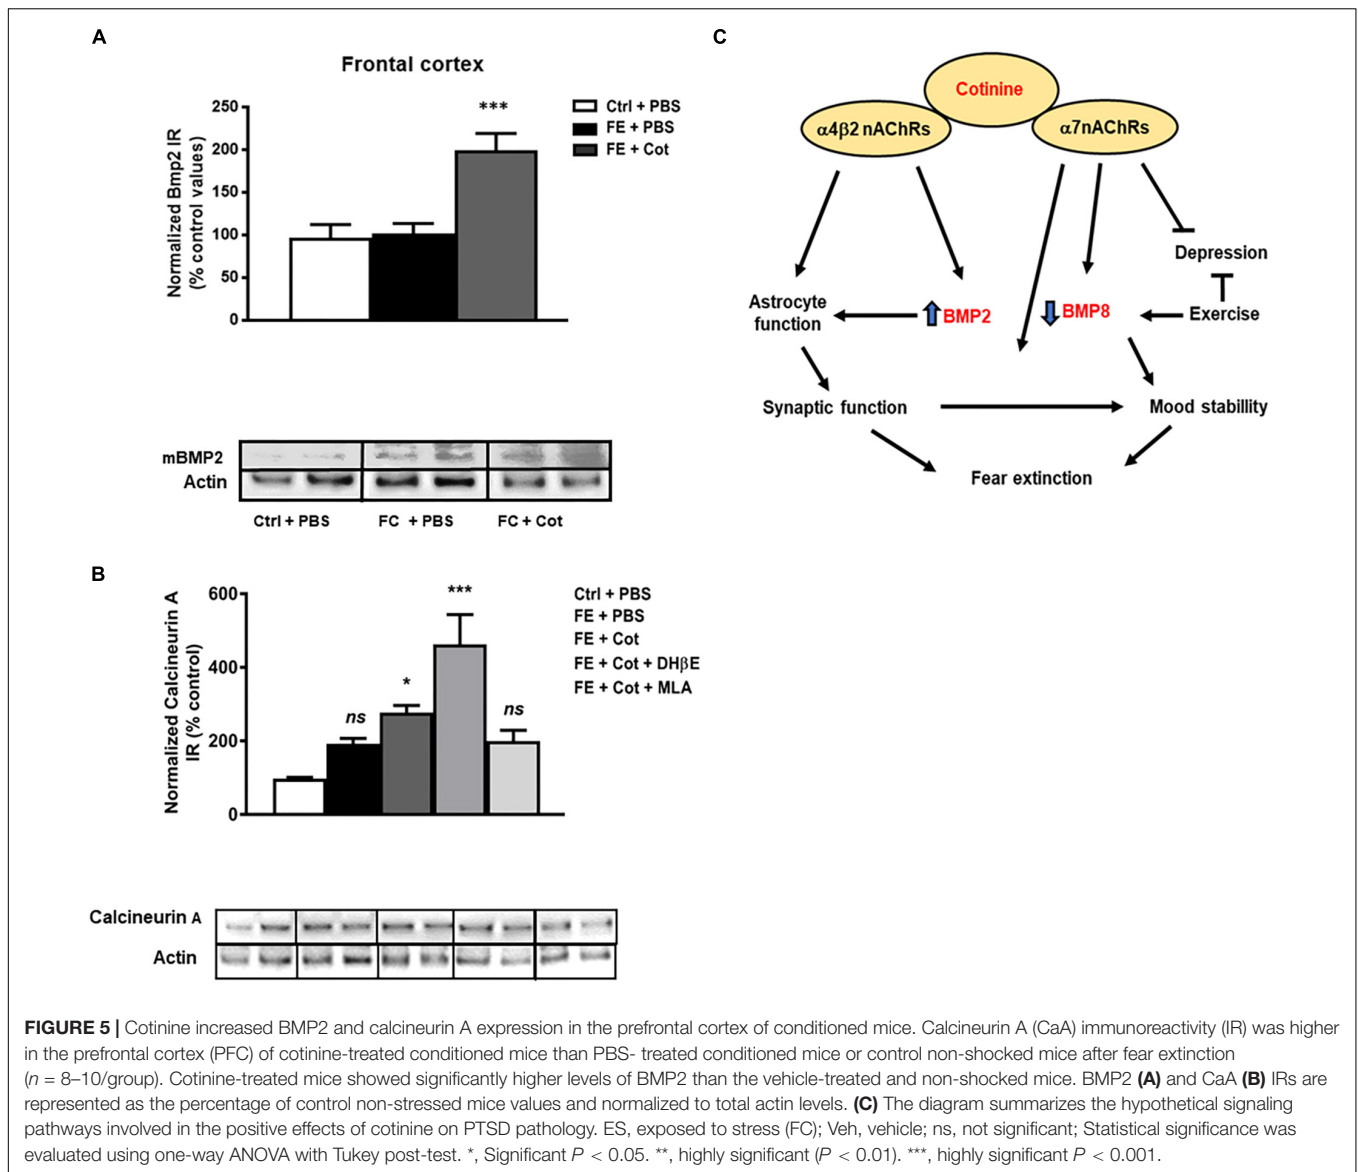 A
Frontal cortex
Normalized Bmp2 IR
(% control values)
250
200
150
100
50
0
***
Ctrl + PBS
FE + PBS
FE + Cot
mBMP2
Actin
Ctrl + PBS
FC + PBS
FC + Cot
B
Normalized Calcineurin A
IR (% control)
600
400
200
0
ns
*
***
ns
Ctrl + PBS
FE + PBS
FE + Cot
FE + Cot + DHβE
FE + Cot + MLA
Calcineurin A
Actin
C
Cotinine
α4β2 nAChRs
α7nAChRs
Depression
Astrocyte
function
BMP2
BMP8
Exercise
Synaptic function
Mood stabillity
Fear extinction
FIGURE 5 | Cotinine increased BMP2 and calcineurin A expression in the prefrontal cortex of conditioned mice. Calcineurin A (CaA) immunoreactivity (IR) was higher
in the prefrontal cortex (PFC) of cotinine-treated conditioned mice than PBS- treated conditioned mice or control non-shocked mice after fear extinction
(n = 8–10/group). Cotinine-treated mice showed significantly higher levels of BMP2 than the vehicle-treated and non-shocked mice. BMP2 (A) and CaA (B) IRs are
represented as the percentage of control non-stressed mice values and normalized to total actin levels. (C) The diagram summarizes the hypothetical signaling
pathways involved in the positive effects of cotinine on PTSD pathology. ES, exposed to stress (FC); Veh, vehicle; ns, not significant; Statistical significance was
evaluated using one-way ANOVA with Tukey post-test. *, Significant P < 0.05. **, highly significant (P < 0.01). ***, highly significant P < 0.001.